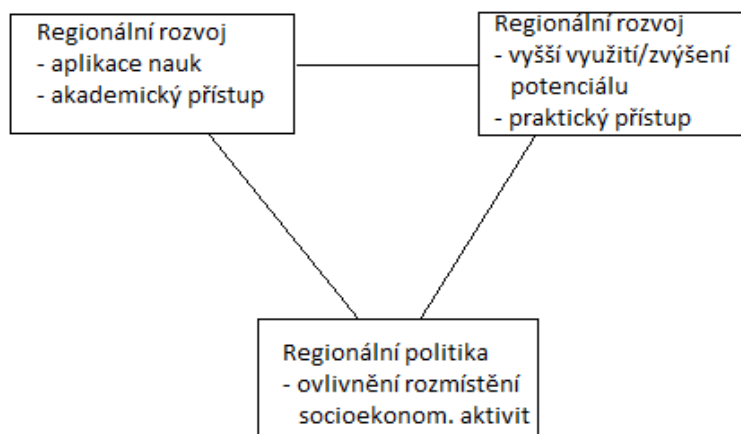 Regionální rozvoj
- aplikace nauk
- akademický přístup
Regionální rozvoj
- vyšší využití/zvýšení
potenciálu
- praktický přístup
Regionální politika
- ovlivnění rozmístění
socioekonom. aktivit